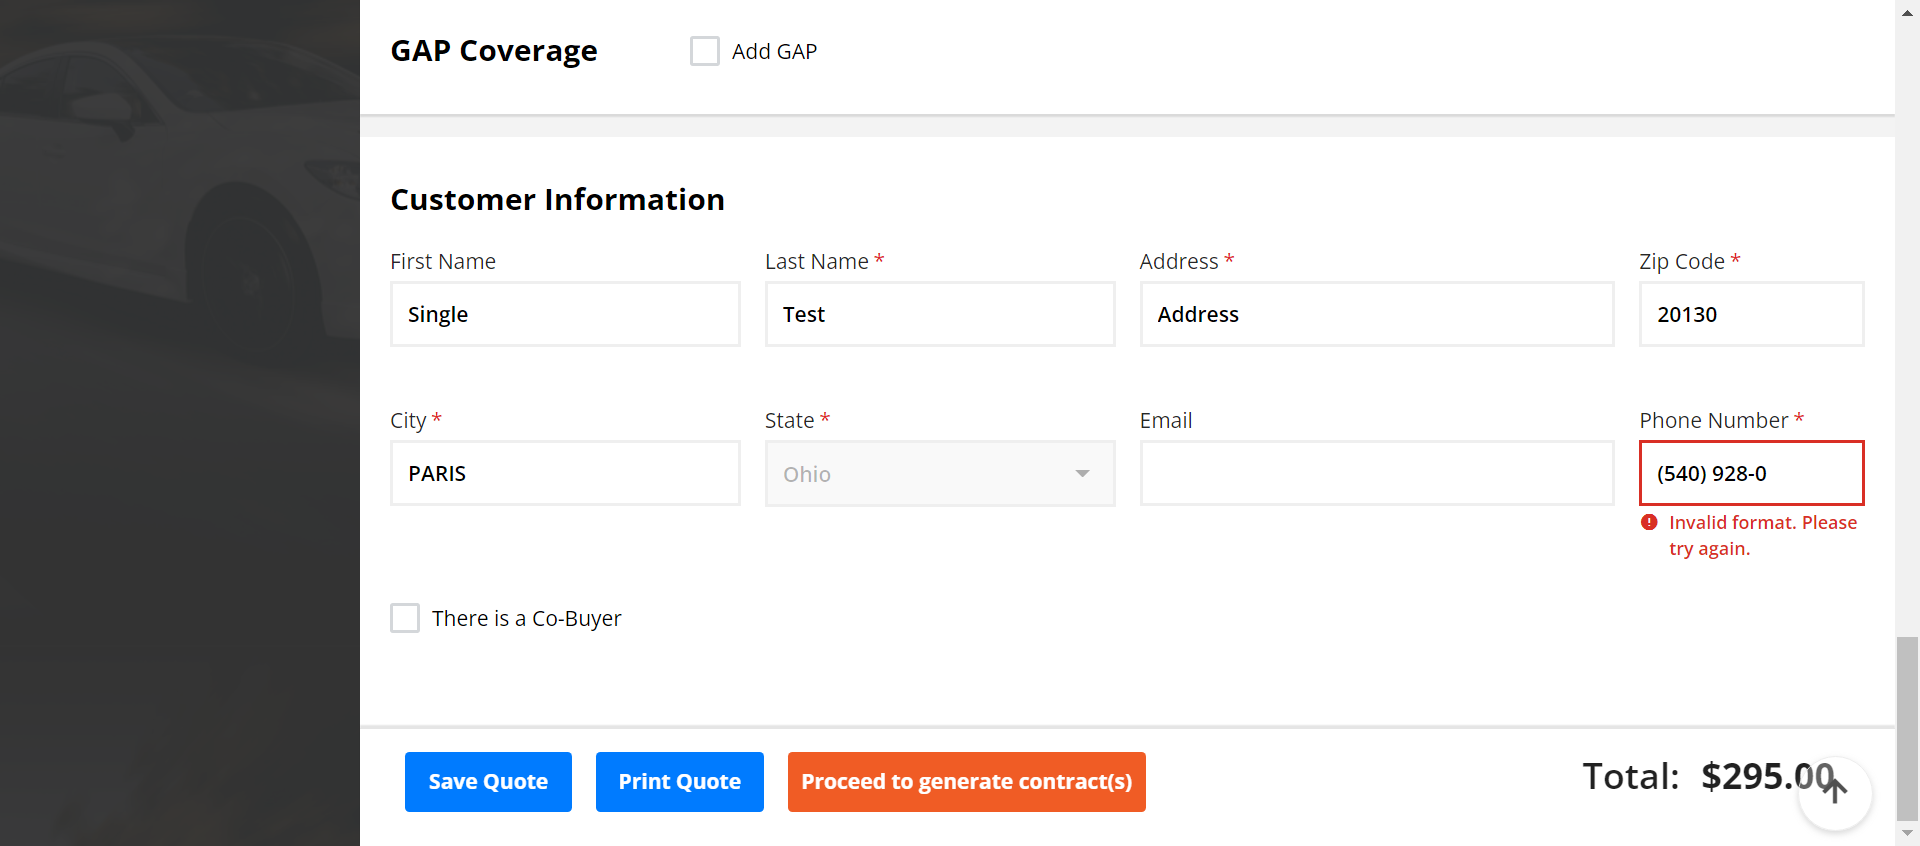 GAP Coverage
Add GAP
Customer Information
First Name
Last Name *
Address *
Zip Code *
Single
Test
Address
20130
City *
State *
Email
Phone Number *
PARIS
Ohio
(540) 928-0
Invalid format. Please
try again.
There is a Co-Buyer
Save Quote
Print Quote
Proceed to generate contract(s)
Total: $295.00